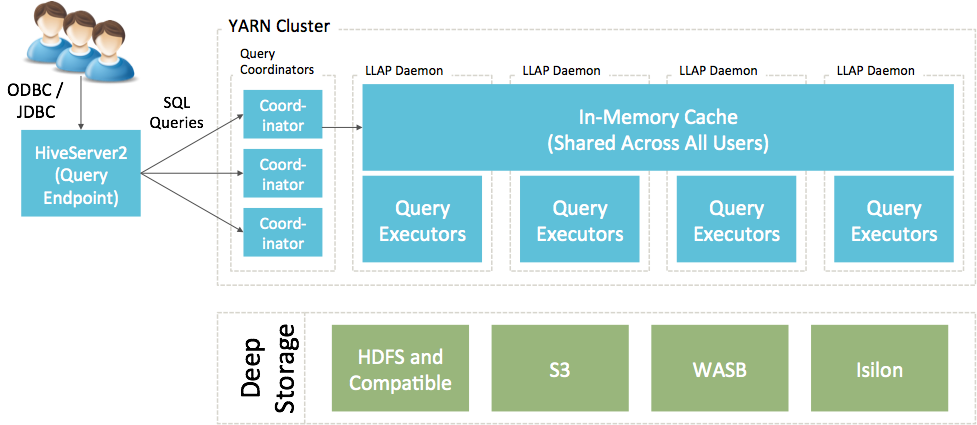 YARN Cluster
ODBC /
JDBC
SQL
Queries
HiveServer2
(Query
Endpoint)
Query
Coordinators
Coord-
inator
Coord-
inator
Coord-
inator
LLAP Daemon
LLAP Daemon
LLAP Daemon
LLAP Daemon
In-Memory Cache
(Shared Across All Users)
Query
Executors
Query
Executors
Query
Executors
Query
Executors
Deep
Storage
HDFS and
Compatible
S3
WASB
Isilon